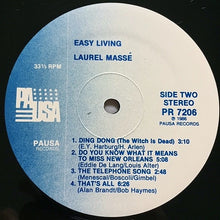 EASY LIVING
33⅓ RPM
LAUREL MASSÉ
PA
USA
PAUSA
RECORDS
SIDE TWO
STEREO
PR 7206
℗ 1986
PAUSA RECORDS
1. DING DONG (The Witch Is Dead) 3:10
(E.Y. Harburg/H. Arlen)
2. DO YOU KNOW WHAT IT MEANS
TO MISS NEW ORLEANS 5:08
(Eddie De Lange/Louis Alter)
3. THE TELEPHONE SONG 2:48
(Menescal/Boscoli/Gimbel)
4. THAT'S ALL 6:26
(Alan Brandt/Bob Haymes)